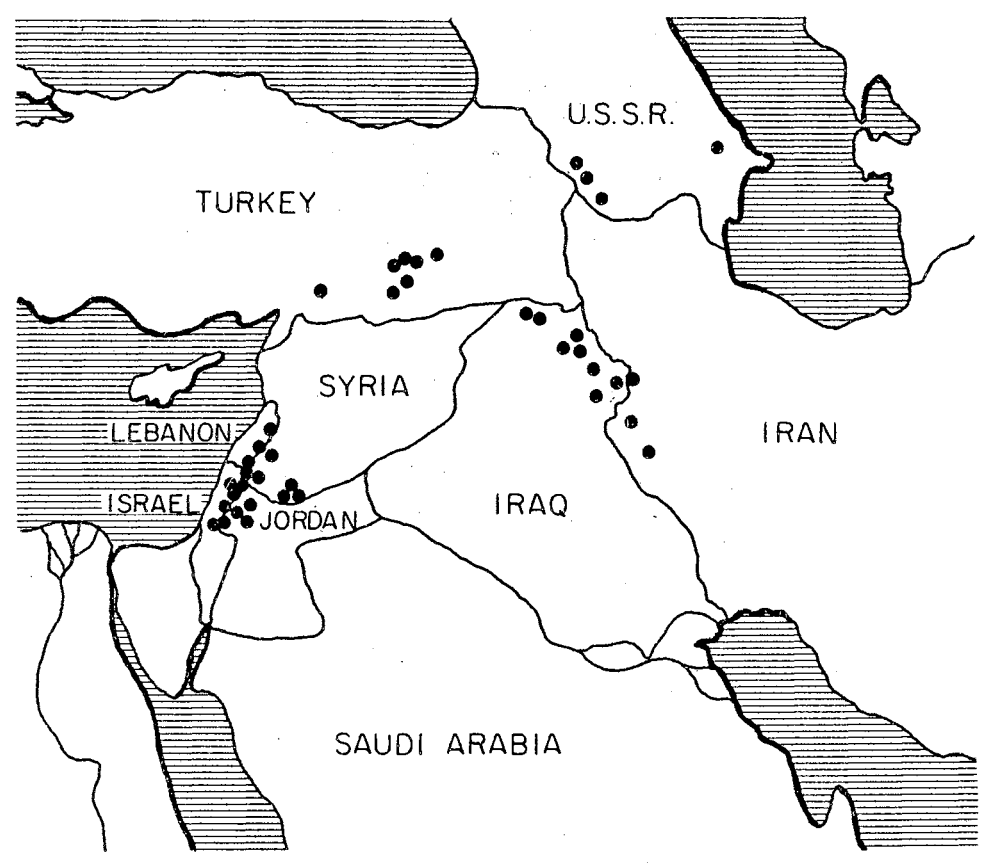 U.S.S.R.
TURKEY
SYRIA
LEBANON
IRAN
ISRAEL
IRAQ
JORDAN
SAUDI ARABIA